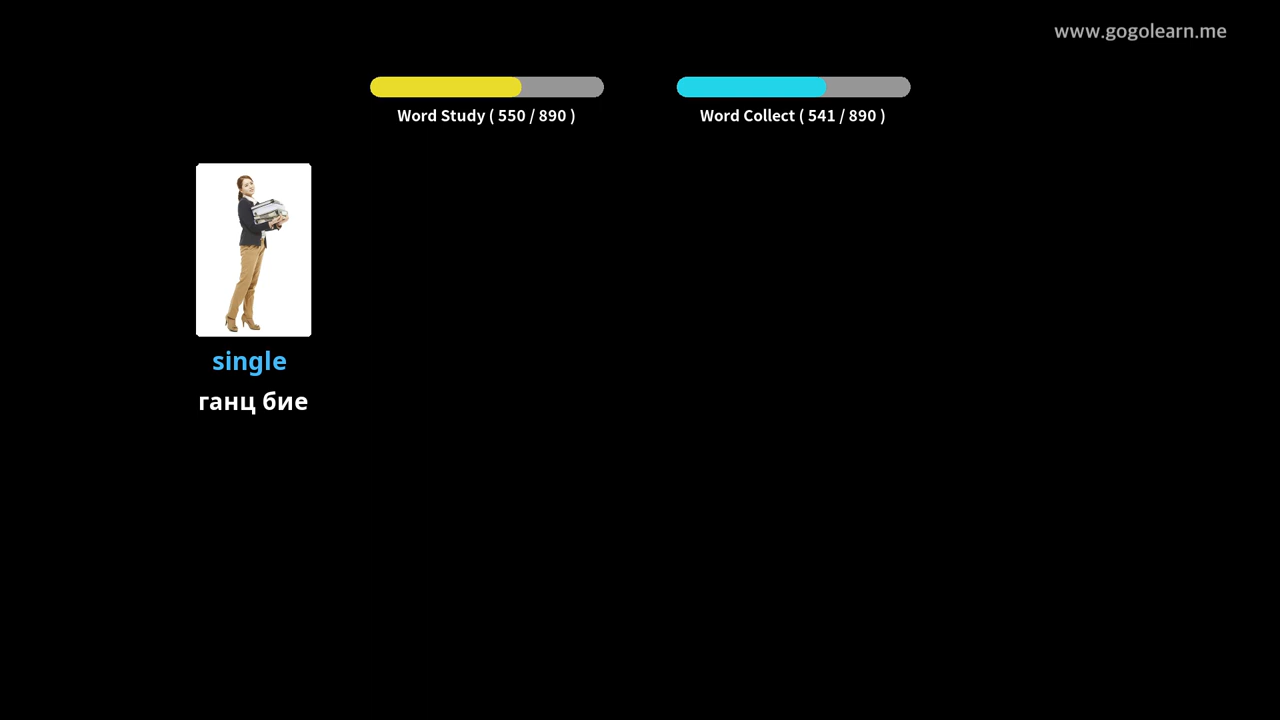 www.gogolearn.me
Word Study ( 550 / 890 )
Word Collect ( 541 / 890 )
single
ганц бие